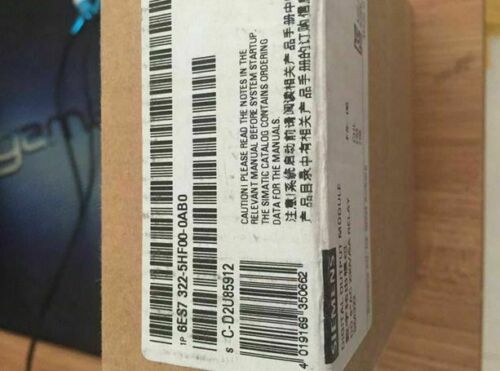 1P 6ES7 322-5HF00-0AB0
S C-D2U85912
CAUTION! PLEASE READ THE NOTES IN THE
RELEVANT MANUAL BEFORE SYSTEM STARTUP.
THE SIMATIC CATALOG CONTAINS ORDERING
DATA FOR THE MANUALS.
注意!系统启动前请阅读相关产品手册中
产品目录中有相关产品手册的订购信息
4 019169 350662
SIEMENS
DIGITAL OUTPUT MODULE
RELAY